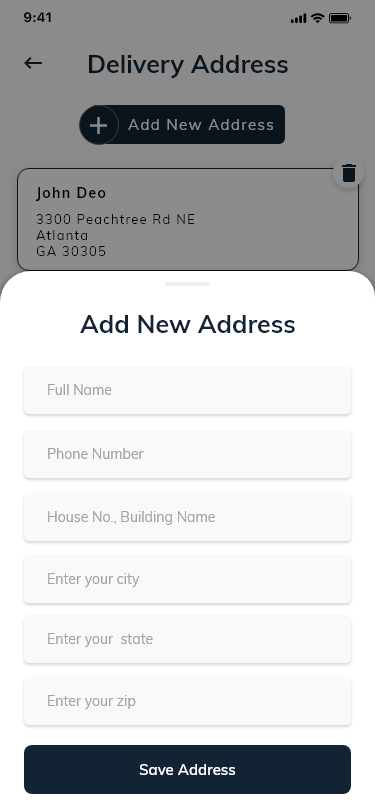 9:41
Delivery Address
Add New Address
John Deo
3300 Peachtree Rd NE
Atlanta
GA 30305
Add New Address
Full Name
Phone Number
House No., Building Name
Enter your city
Enter your  state
Enter your zip
Save Address